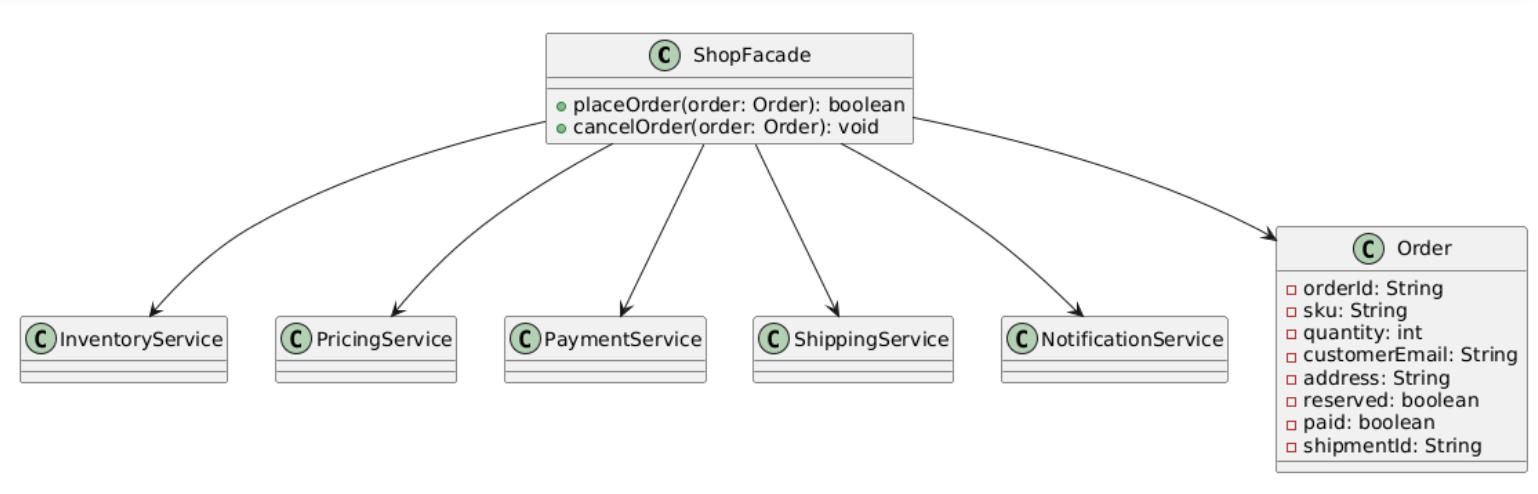 C ShopFacade
placeOrder(order: Order): boolean
cancelOrder(order: Order): void
C InventoryService
C PricingService
C PaymentService
C ShippingService
C NotificationService
C Order
orderId: String
sku: String
quantity: int
customerEmail: String
address: String
reserved: boolean
paid: boolean
shipmentId: String